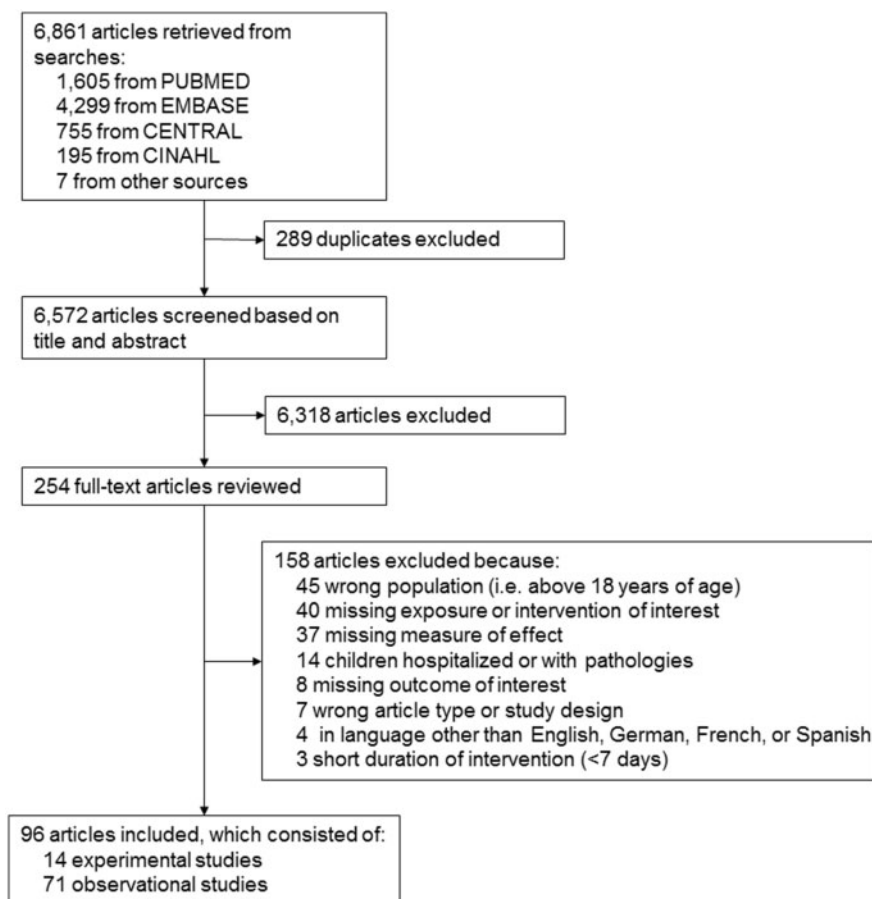 6,861 articles retrieved from
searches:
1,605 from PUBMED
4,299 from EMBASE
755 from CENTRAL
195 from CINAHL
7 from other sources
289 duplicates excluded
6,572 articles screened based on
title and abstract
6,318 articles excluded
254 full-text articles reviewed
158 articles excluded because:
45 wrong population (i.e. above 18 years of age)
40 missing exposure or intervention of interest
37 missing measure of effect
14 children hospitalized or with pathologies
8 missing outcome of interest
7 wrong article type or study design
4 in language other than English, German, French, or Spanish
3 short duration of intervention (<7 days)
96 articles included, which consisted of:
14 experimental studies
71 observational studies